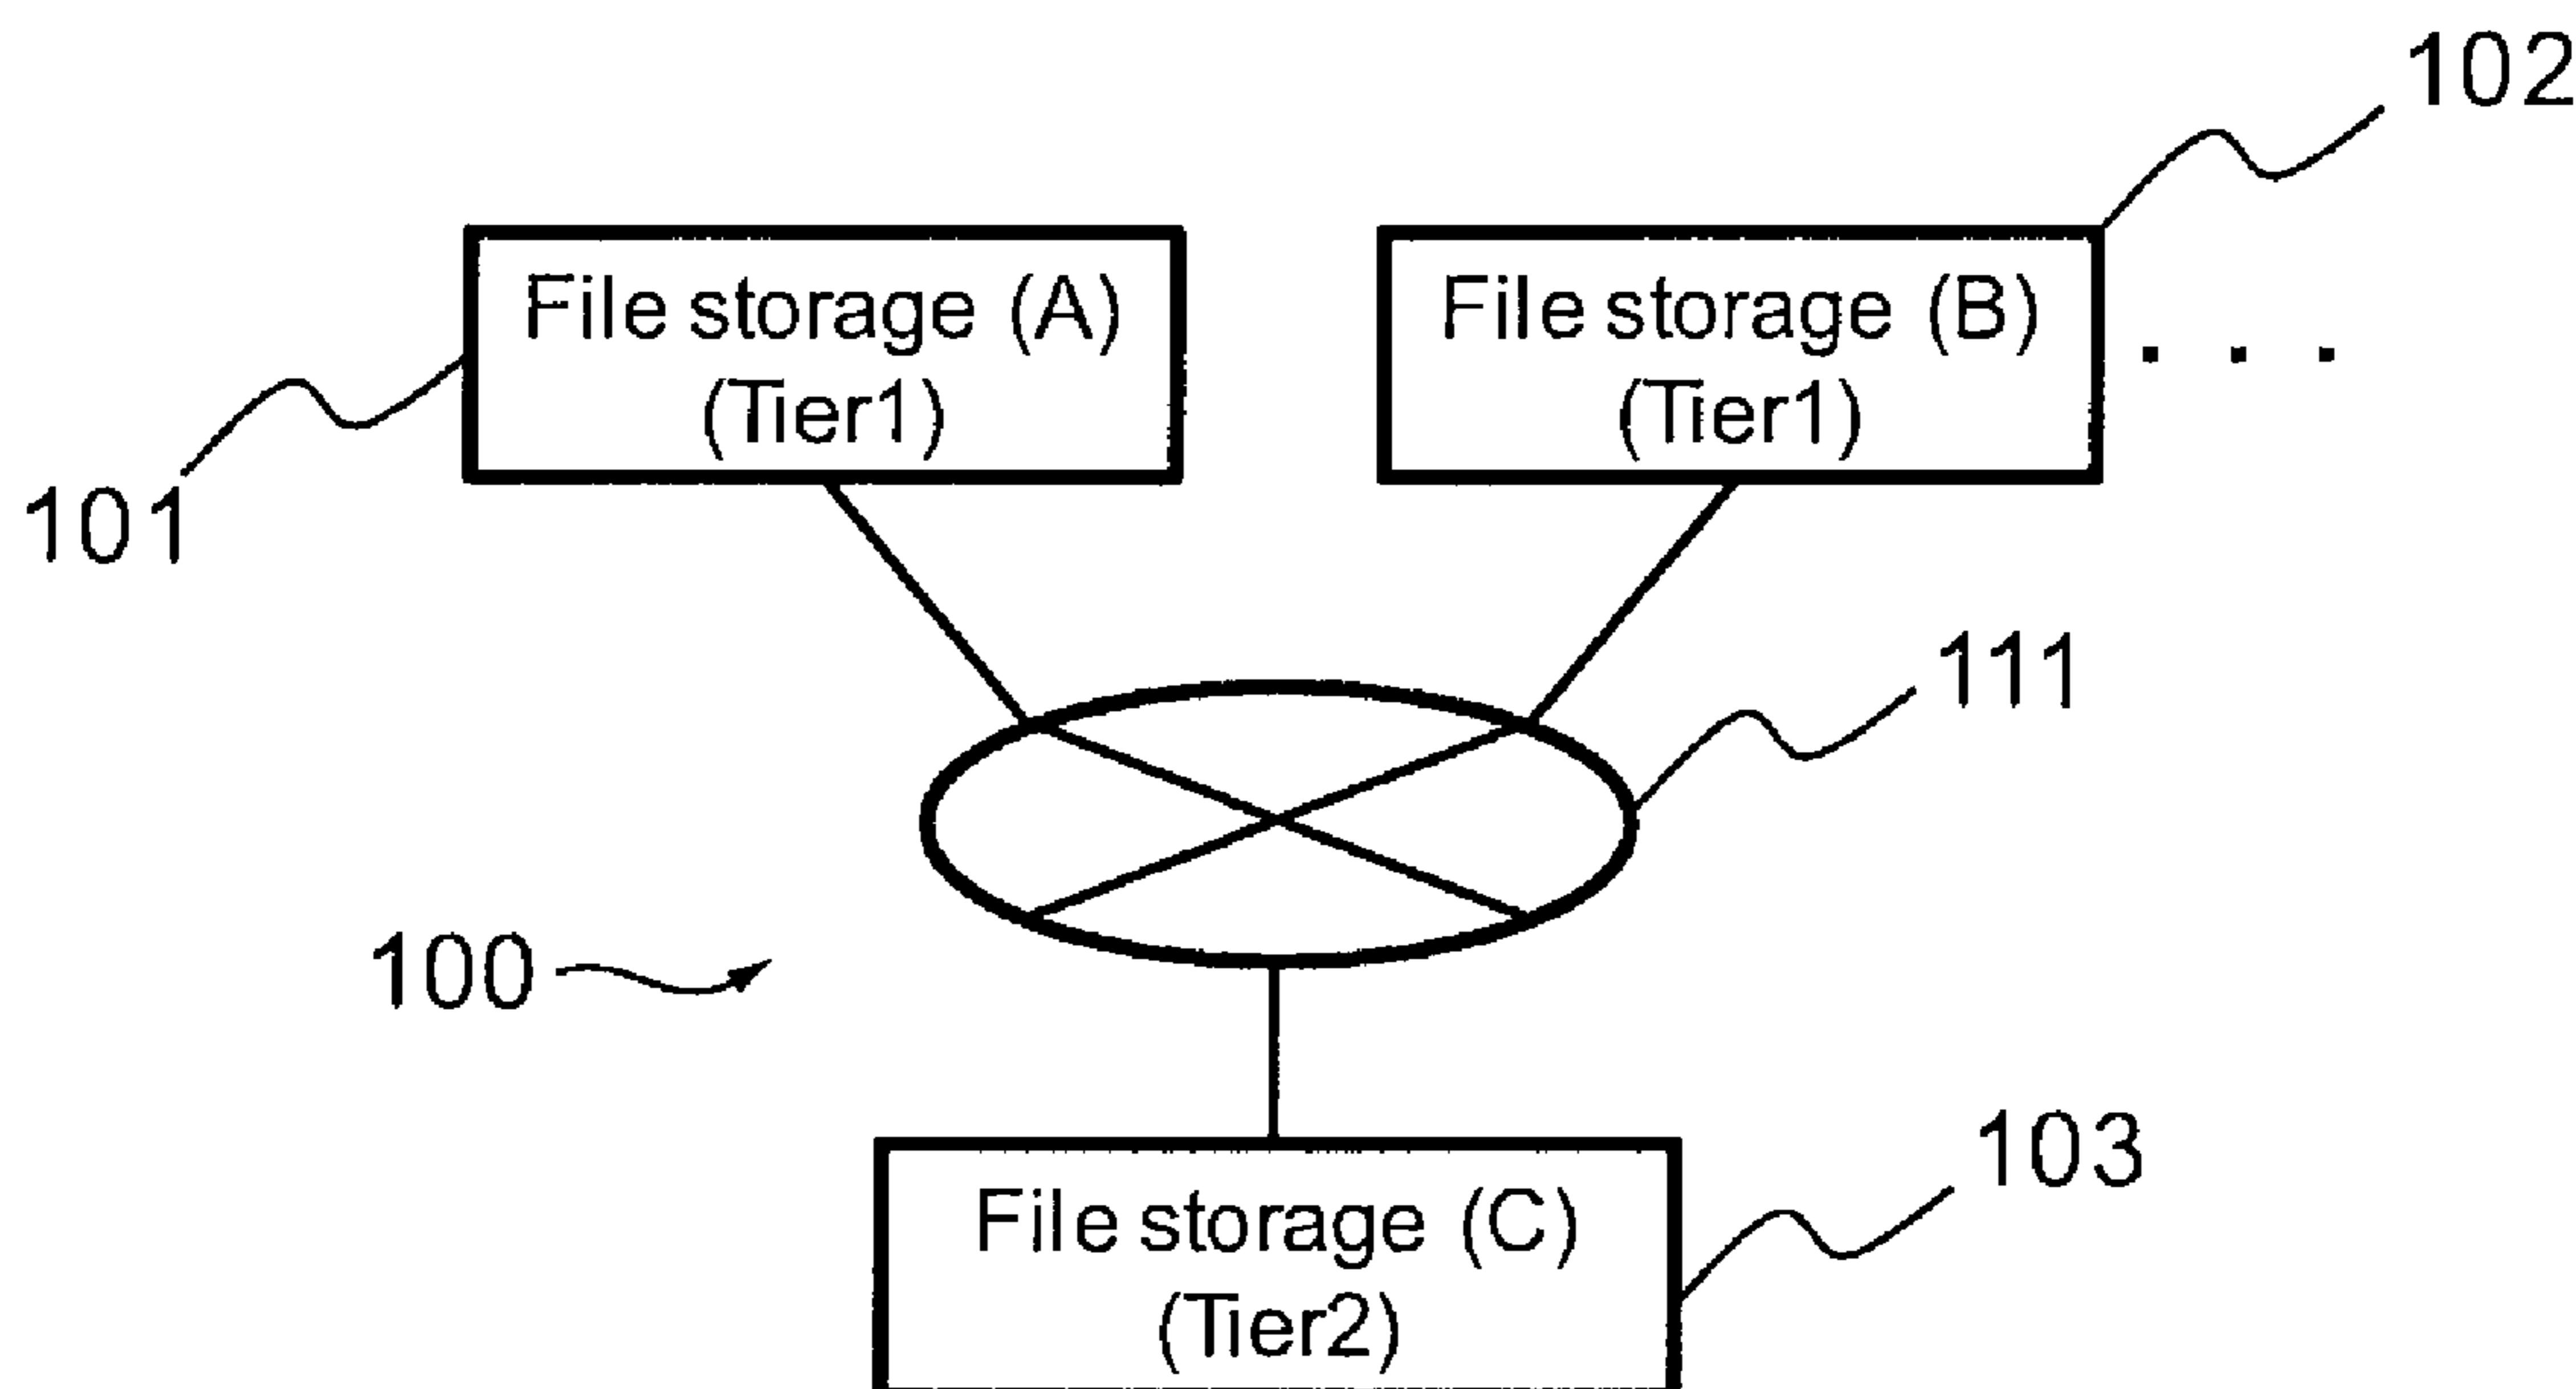 102
File storage (A)
(Tier1)
File storage (B)
(Tier1)
. . .
101
111
100
103
File storage (C)
(Tier2)